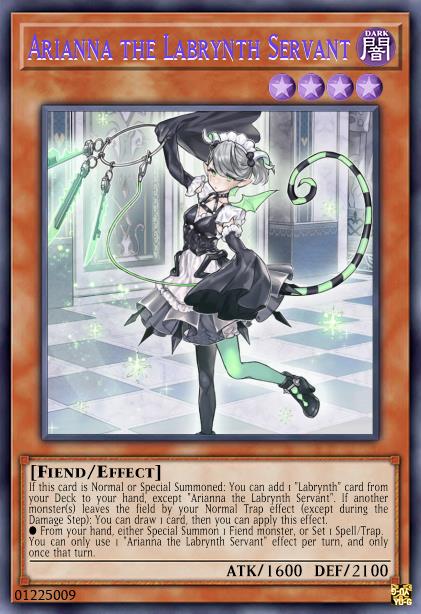 ARIANNA THE LABRYNTH SERVANT
DARK
闇
[FIEND/EFFECT]
If this card is Normal or Special Summoned: You can add 1 "Labrynth" card from
your Deck to your hand, except "Arianna the Labrynth Servant". If another
monster(s) leaves the field by your Normal Trap effect (except during the
Damage Step): You can draw 1 card, then you can apply this effect.
● From your hand, either Special Summon 1 Fiend monster, or Set 1 Spell/Trap.
You can only use 1 "Arianna the Labrynth Servant" effect per turn, and only
once that turn.
ATK/1600 DEF/2100
01225009